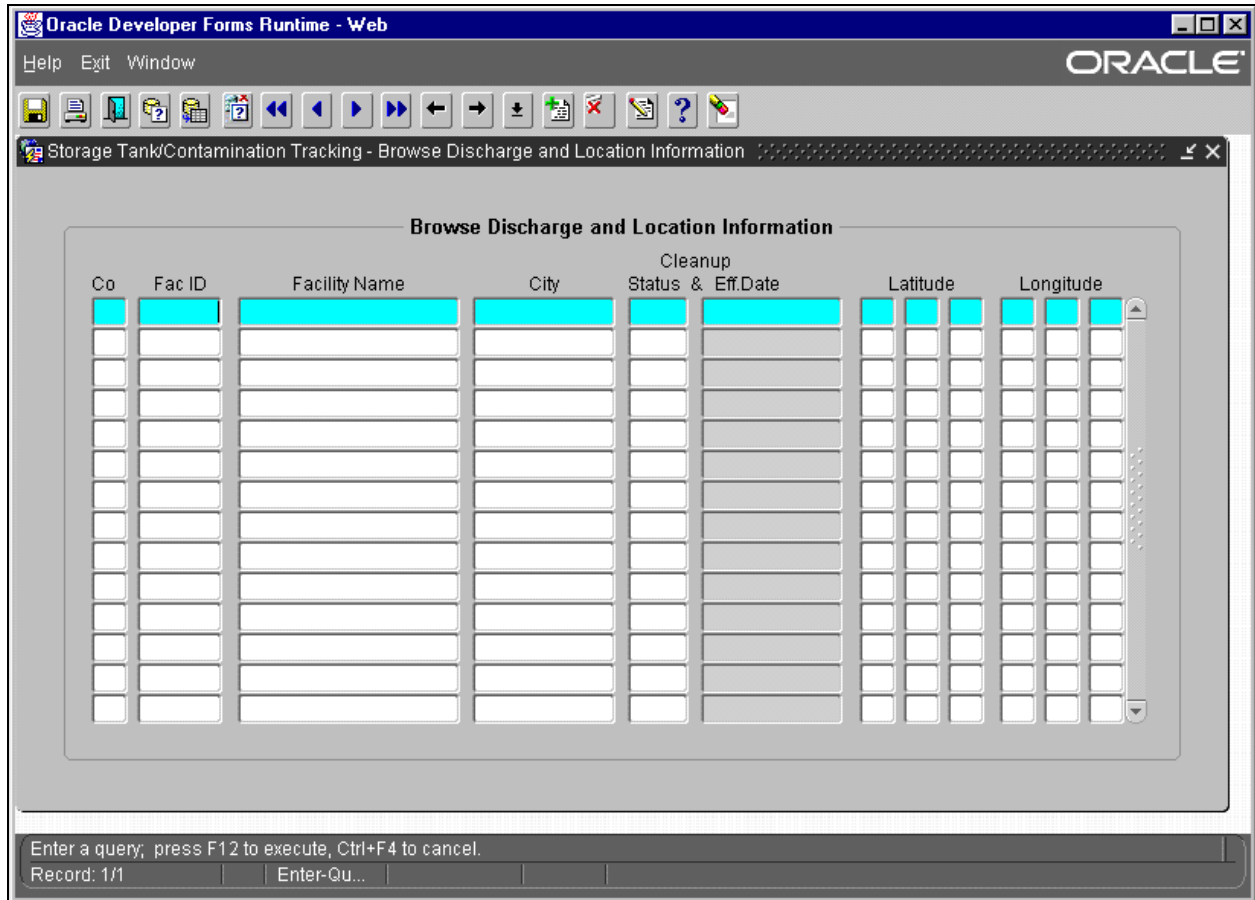 Oracle Developer Forms Runtime - Web
Help Exit Window ORACLE
Storage Tank/Contamination Tracking - Browse Discharge and Location Information
Browse Discharge and Location Information
Cleanup
Co Fac ID Facility Name City Status & Eff.Date Latitude Longitude
Enter a query; press F12 to execute, Ctrl+F4 to cancel.
Record: 1/1 Enter-Qu...